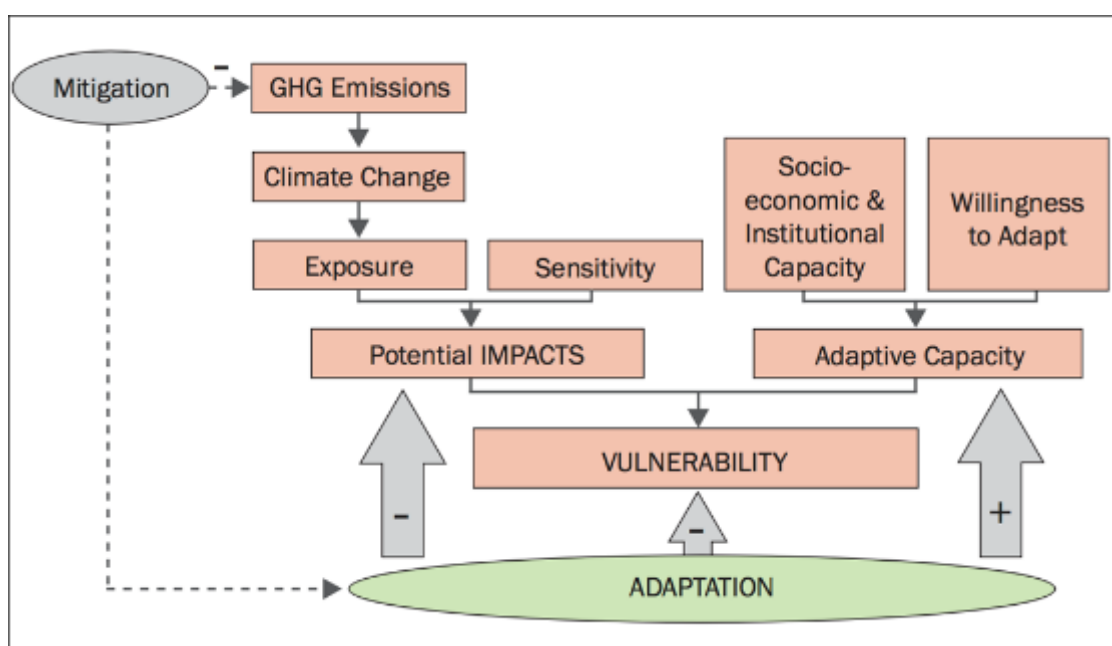 -
Mitigation
GHG Emissions
Climate Change
Socio-
economic &
Institutional
Capacity
Willingness
to Adapt
Exposure
Sensitivity
Potential IMPACTS
Adaptive Capacity
VULNERABILITY
-
-
+
ADAPTATION